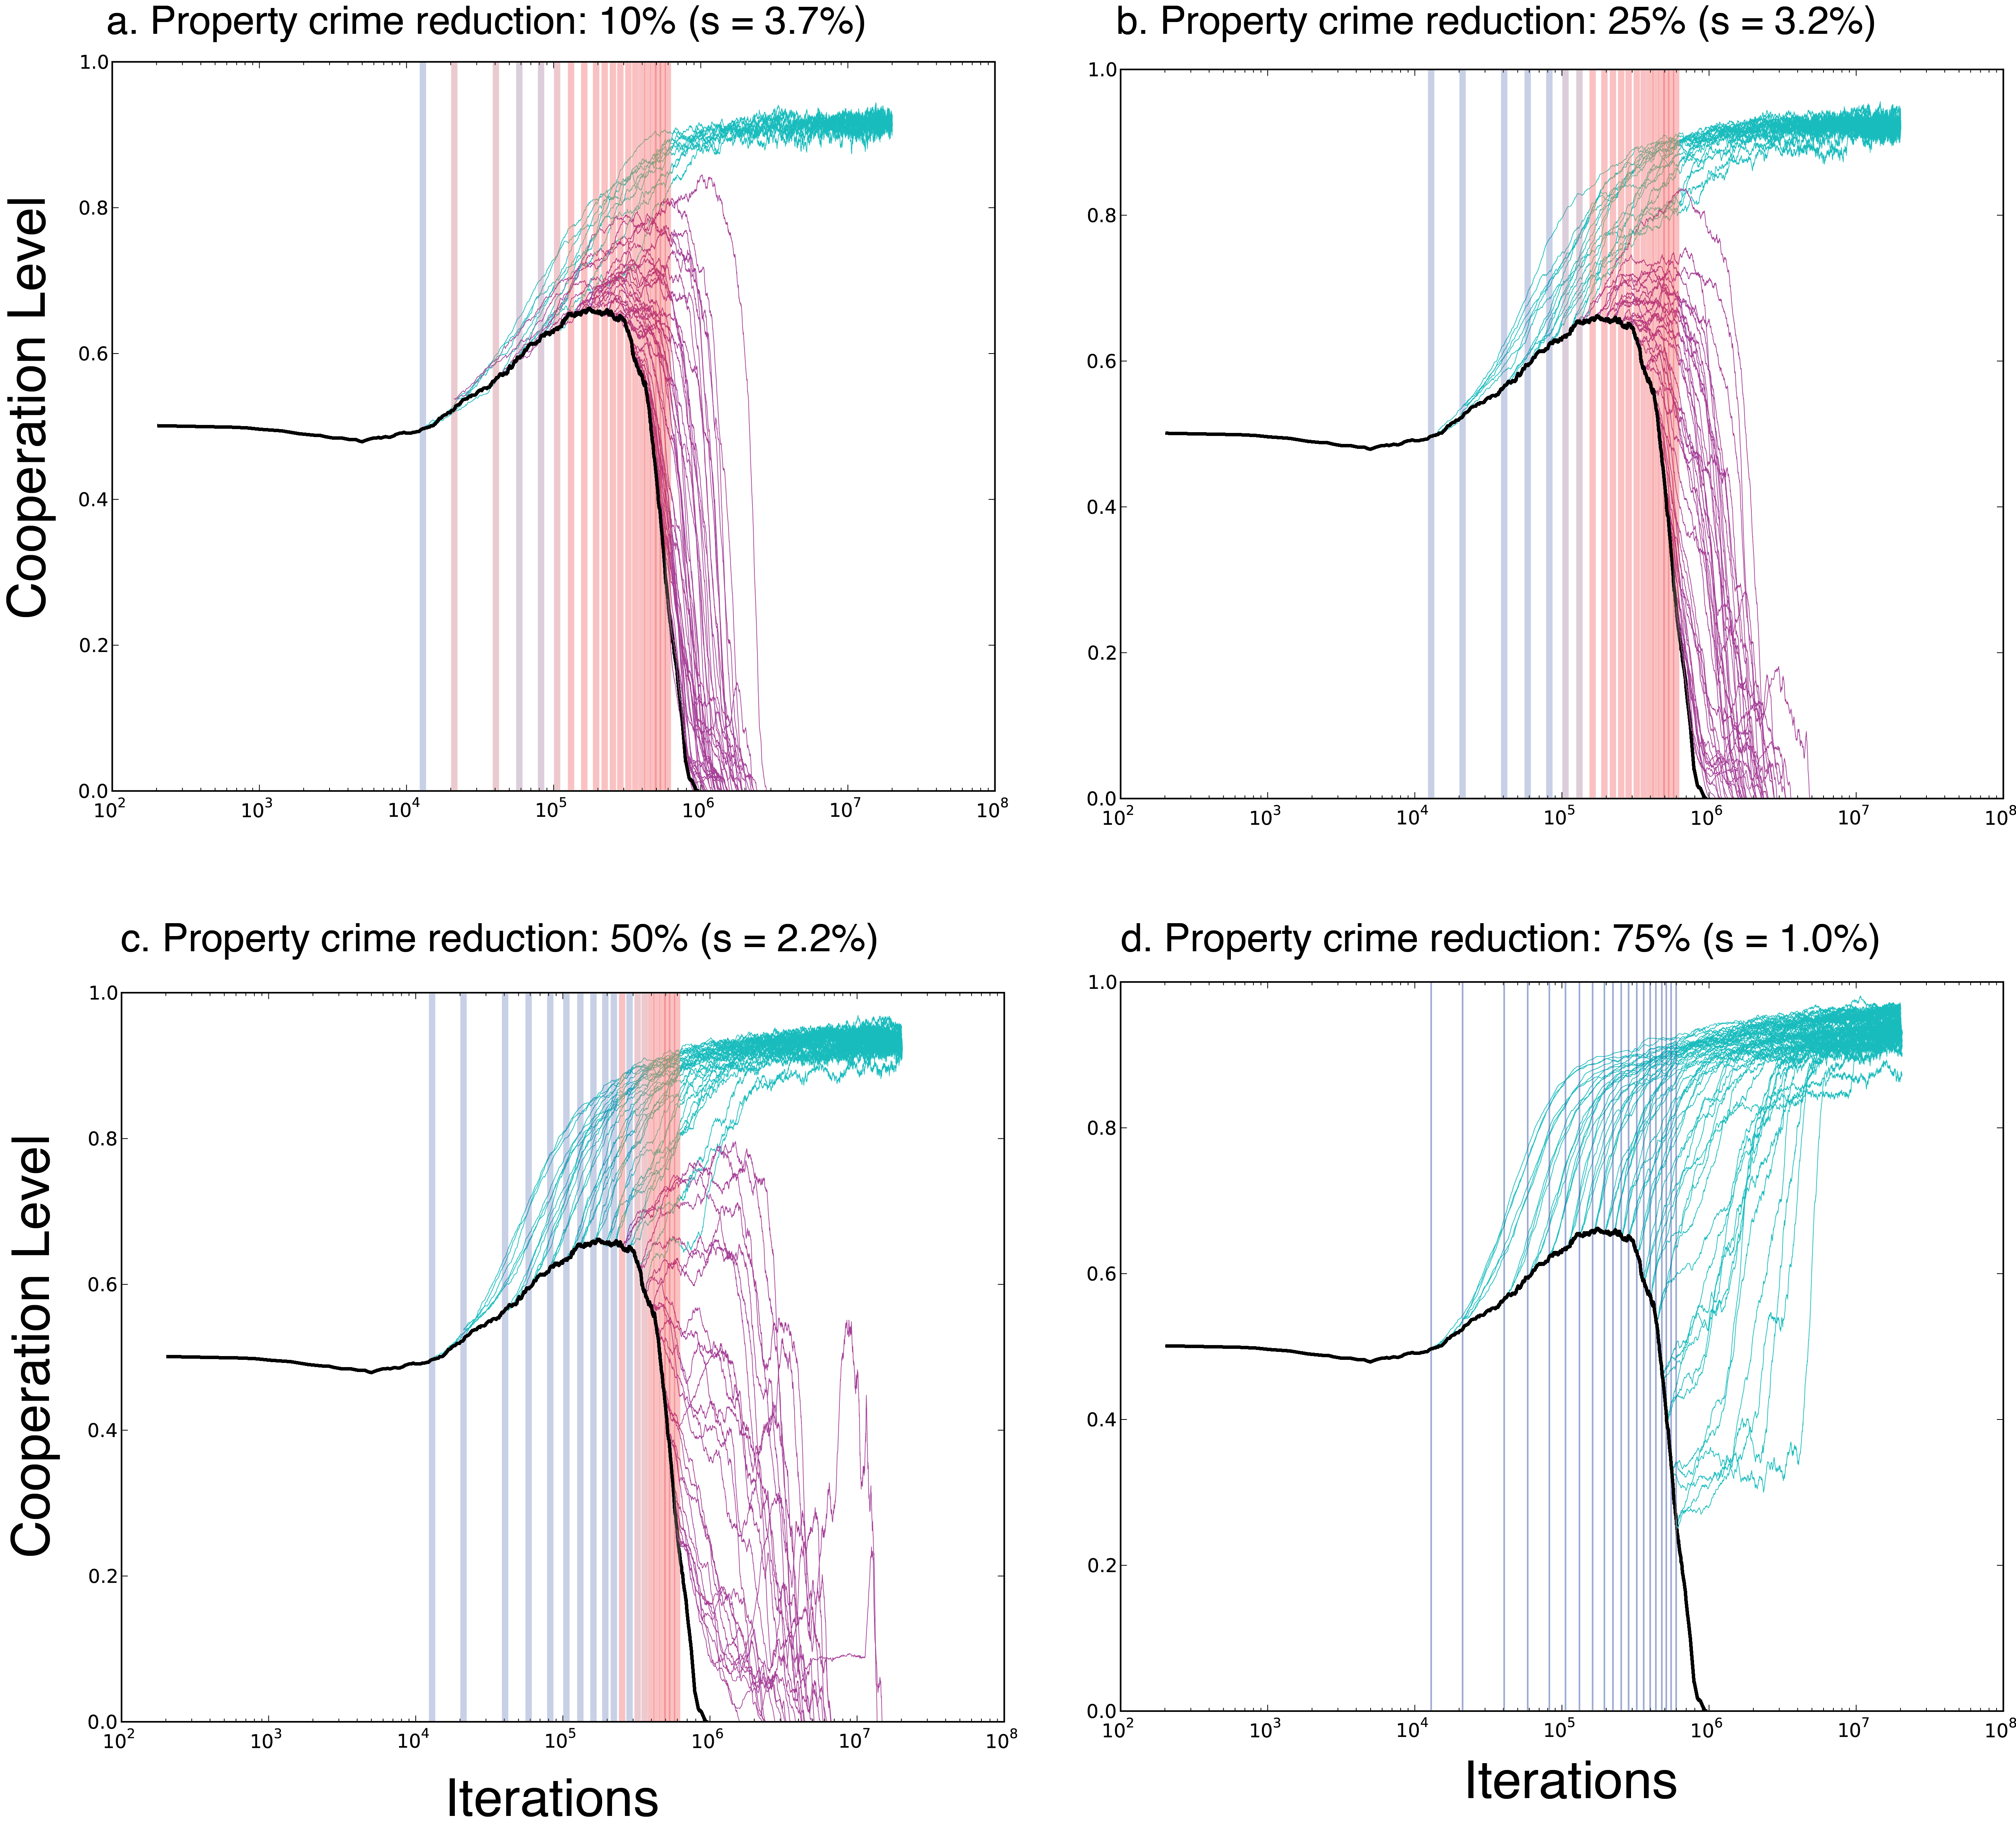 a. Property crime reduction: 10% (s = 3.7%)
b. Property crime reduction: 25% (s = 3.2%)
Cooperation Level
1.0
0.8
0.6
0.4
0.2
0.0
10² 10³ 10⁴ 10⁵ 10⁶ 10⁷ 10⁸
1.0
0.8
0.6
0.4
0.2
0.0
10² 10³ 10⁴ 10⁵ 10⁶ 10⁷ 10⁸
c. Property crime reduction: 50% (s = 2.2%)
d. Property crime reduction: 75% (s = 1.0%)
Cooperation Level
1.0
0.8
0.6
0.4
0.2
0.0
10² 10³ 10⁴ 10⁵ 10⁶ 10⁷ 10⁸
Iterations
1.0
0.8
0.6
0.4
0.2
0.0
10² 10³ 10⁴ 10⁵ 10⁶ 10⁷ 10⁸
Iterations